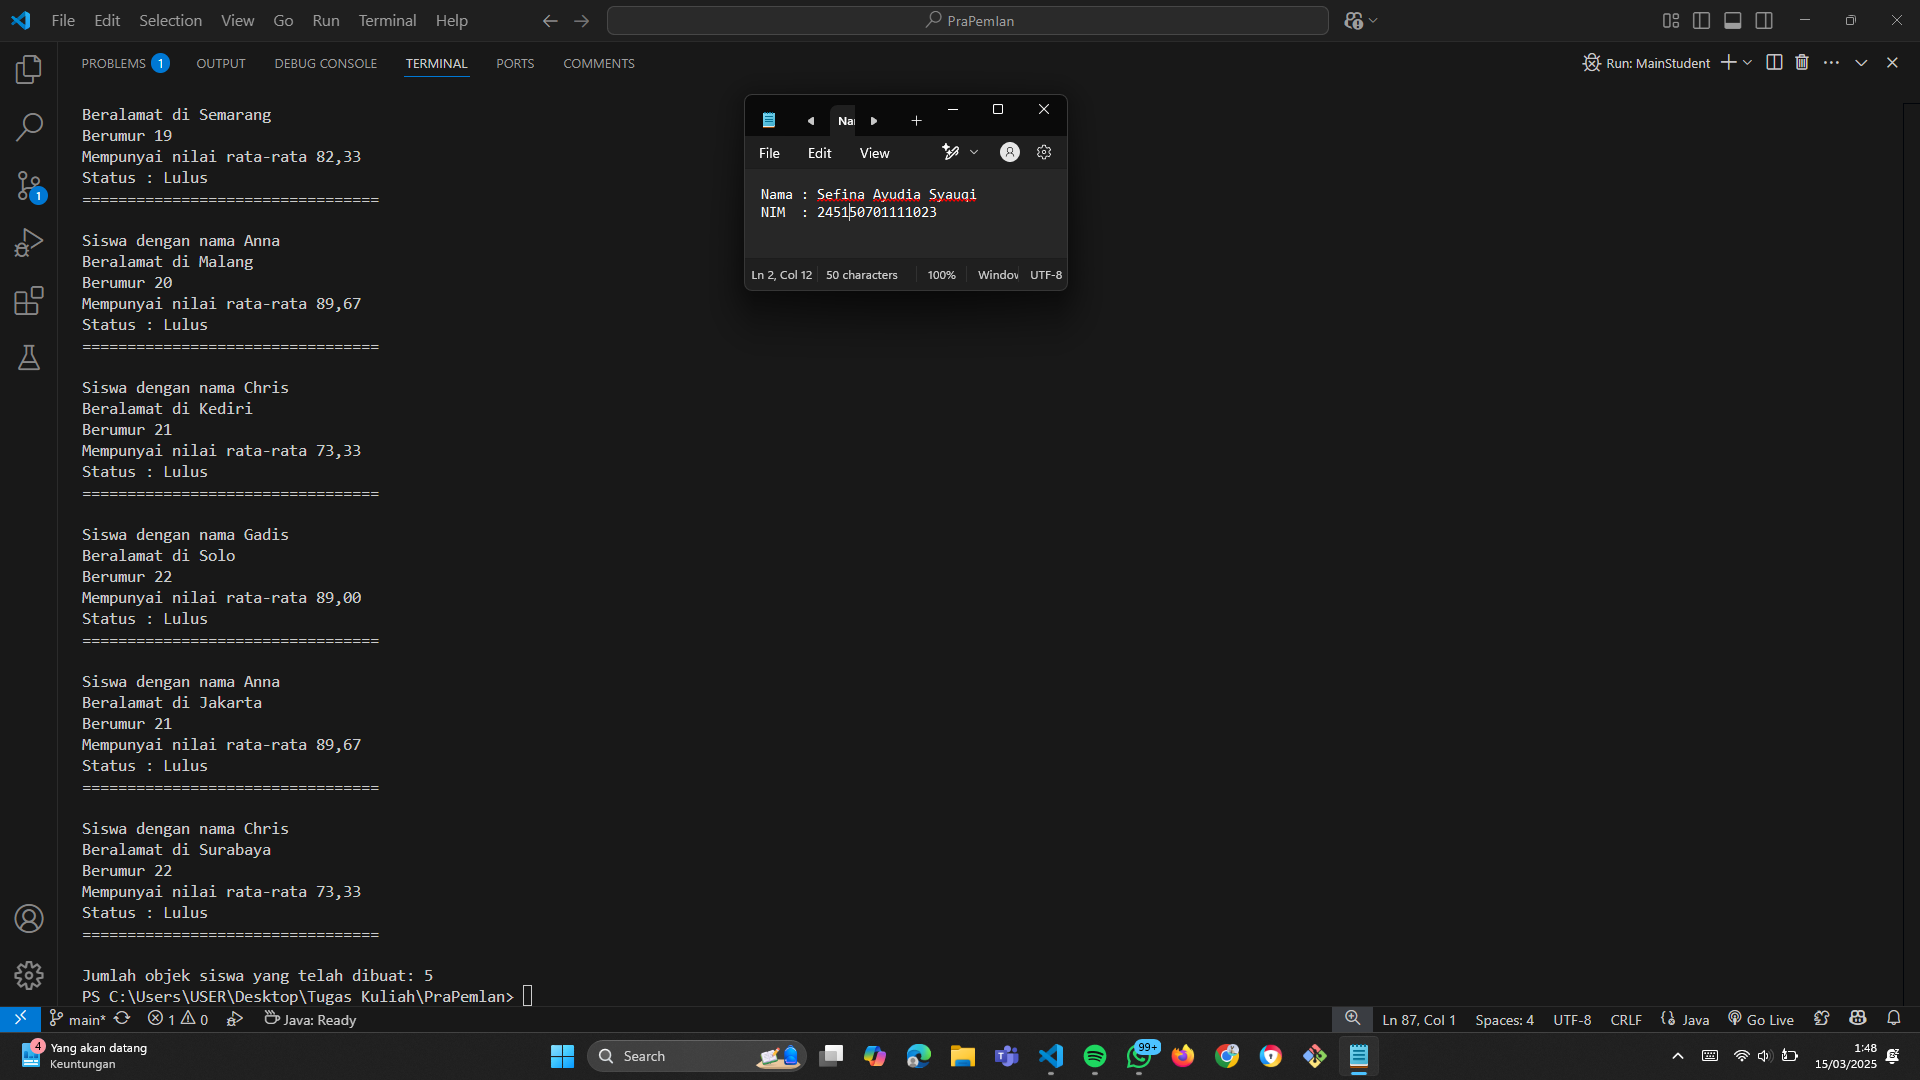 File Edit Selection View Go Run Terminal Help
PraPemlan
PROBLEMS 1 OUTPUT DEBUG CONSOLE TERMINAL PORTS COMMENTS
Run: MainStudent
Beralamat di Semarang
Berumur 19
Mempunyai nilai rata-rata 82,33
Status : Lulus
=================================
Siswa dengan nama Anna
Beralamat di Malang
Berumur 20
Mempunyai nilai rata-rata 89,67
Status : Lulus
=================================
Siswa dengan nama Chris
Beralamat di Kediri
Berumur 21
Mempunyai nilai rata-rata 73,33
Status : Lulus
=================================
Siswa dengan nama Gadis
Beralamat di Solo
Berumur 22
Mempunyai nilai rata-rata 89,00
Status : Lulus
=================================
Siswa dengan nama Anna
Beralamat di Jakarta
Berumur 21
Mempunyai nilai rata-rata 89,67
Status : Lulus
=================================
Siswa dengan nama Chris
Beralamat di Surabaya
Berumur 22
Mempunyai nilai rata-rata 73,33
Status : Lulus
=================================
Jumlah objek siswa yang telah dibuat: 5
PS C:\Users\USER\Desktop\Tugas Kuliah\PraPemlan>
Na
File Edit View
Nama : Sefina Ayudia Syauqi
NIM : 245150701111023
Ln 2, Col 12 50 characters 100% Window UTF-8
1
main* 1 0 Java: Ready
Ln 87, Col 1 Spaces: 4 UTF-8 CRLF Java Go Live
4
Yang akan datang
Keuntungan
Search
99+
1:48
15/03/2025